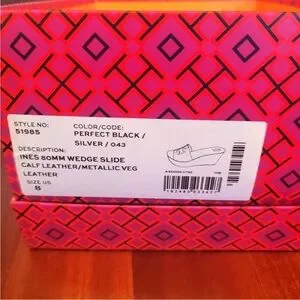 STYLE NO:
51985
COLOR/CODE:
PERFECT BLACK /
SILVER / 043
DESCRIPTION:
INES 80MM WEDGE SLIDE
CALF LEATHER/METALLIC VEG
LEATHER
SIZE US
8